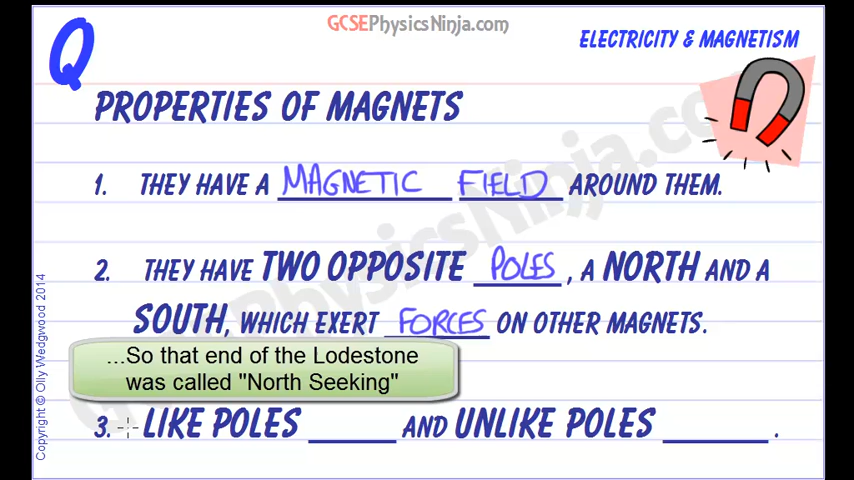 GCSEPhysicsNinja.com
Q
ELECTRICITY & MAGNETISM
PROPERTIES OF MAGNETS
1. THEY HAVE A MAGNETIC FIELD AROUND THEM.
2. THEY HAVE TWO OPPOSITE POLES, A NORTH AND A
SOUTH, WHICH EXERT FORCES ON OTHER MAGNETS.
...So that end of the Lodestone
was called "North Seeking"
3. LIKE POLES ______ AND UNLIKE POLES ______.
Copyright © Olly Wedgwood 2014